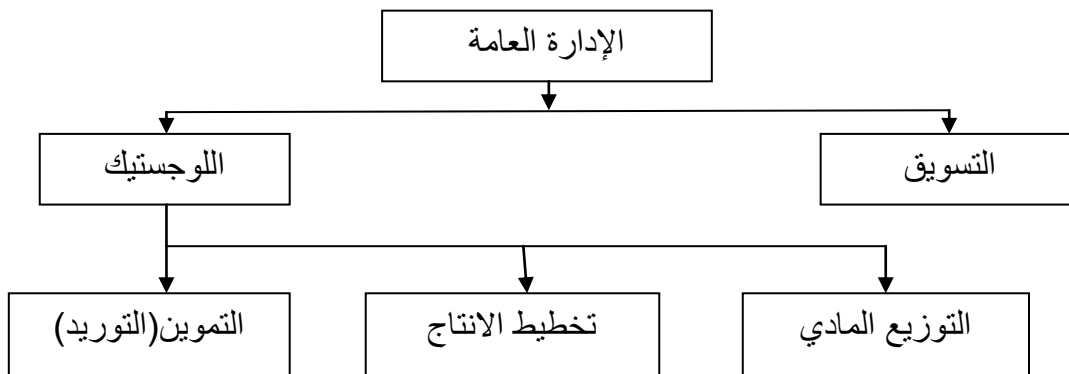 الإدارة العامة
التسويق
اللوجستيك
التوزيع المادي
تخطيط الانتاج
التموين(التوريد)